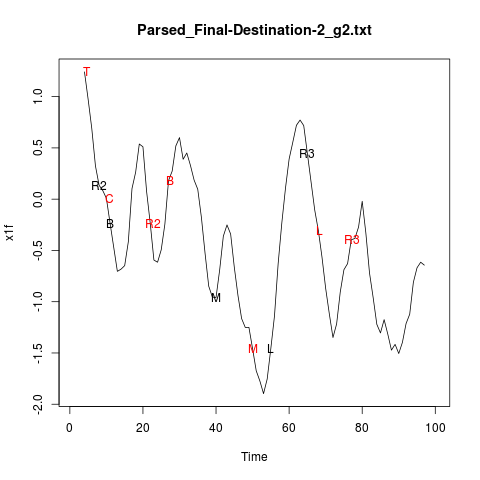 Parsed_Final-Destination-2_g2.txt
x1f
1.0
0.5
0.0
-0.5
-1.0
-1.5
-2.0
T
R2
C
B
R2
B
M
M
L
R3
L
R3
0
20
40
60
80
100
Time